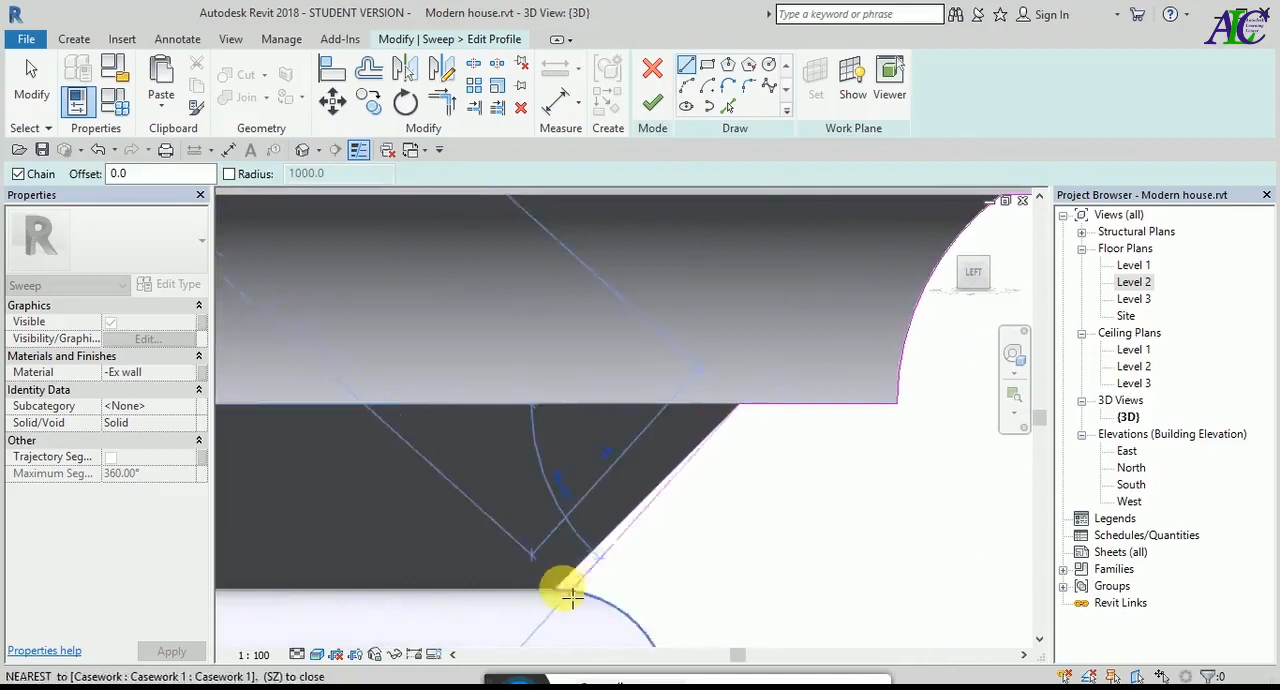 Autodesk Revit 2018 - STUDENT VERSION - Modern house.rvt - 3D View: {3D}
Type a keyword or phrase
Sign In
ALC
File Create Insert Annotate View Manage Add-Ins Modify | Sweep > Edit Profile
Modify Paste Cut Join Set Show Viewer
Select Properties Clipboard Geometry Modify Measure Create Mode Draw Work Plane
Chain Offset: 0.0 Radius: 1000.0
Properties
Project Browser - Modern house.rvt
R
Sweep Edit Type
Graphics
Visible
Visibility/Graphi... Edit...
Materials and Finishes
Material -Ex wall
Identity Data
Subcategory <None>
Solid/Void Solid
Other
Trajectory Seg...
Maximum Seg... 360.00°
Properties help Apply
LEFT
Views (all)
Structural Plans
Floor Plans
Level 1
Level 2
Level 3
Site
Ceiling Plans
Level 1
Level 2
Level 3
3D Views
{3D}
Elevations (Building Elevation)
East
North
South
West
Legends
Schedules/Quantities
Sheets (all)
Families
Groups
Revit Links
1 : 100
NEAREST to [Casework : Casework 1 : Casework 1], (SZ) to close
:0